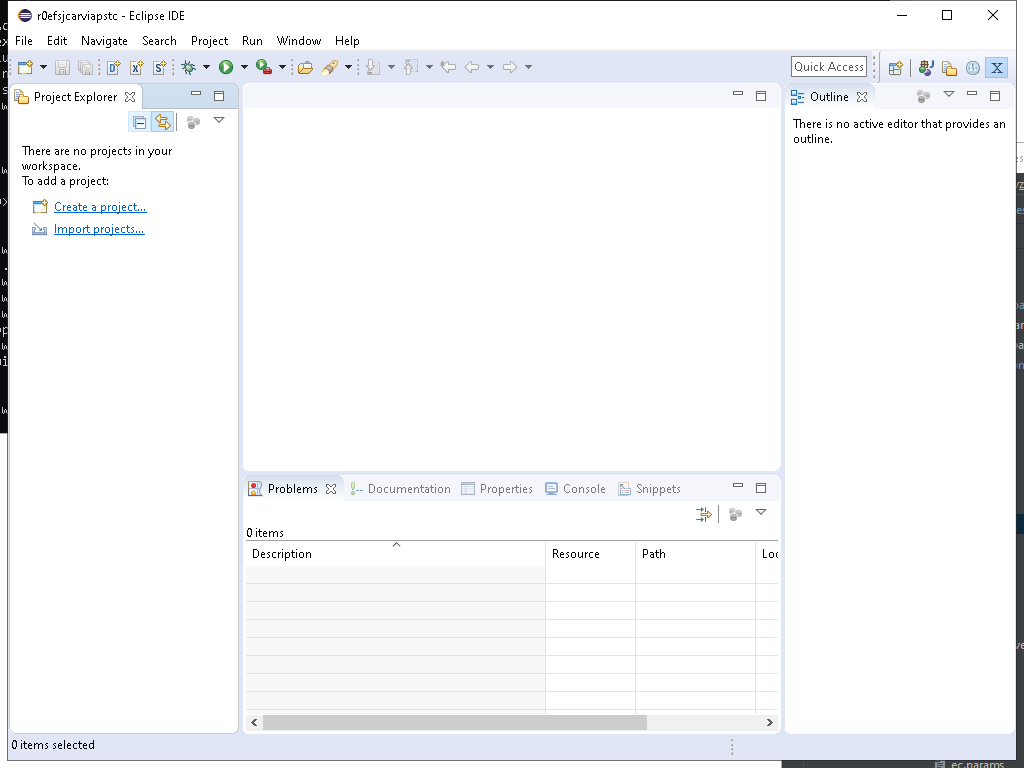 r0efsjcarviapstc - Eclipse IDE
File Edit Navigate Search Project Run Window Help
Quick Access
Project Explorer
Outline
There are no projects in your
workspace.
To add a project:
Create a project...
Import projects...
There is no active editor that provides an
outline.
Problems Documentation Properties Console Snippets
0 items
Description Resource Path Loc
0 items selected
ec.params